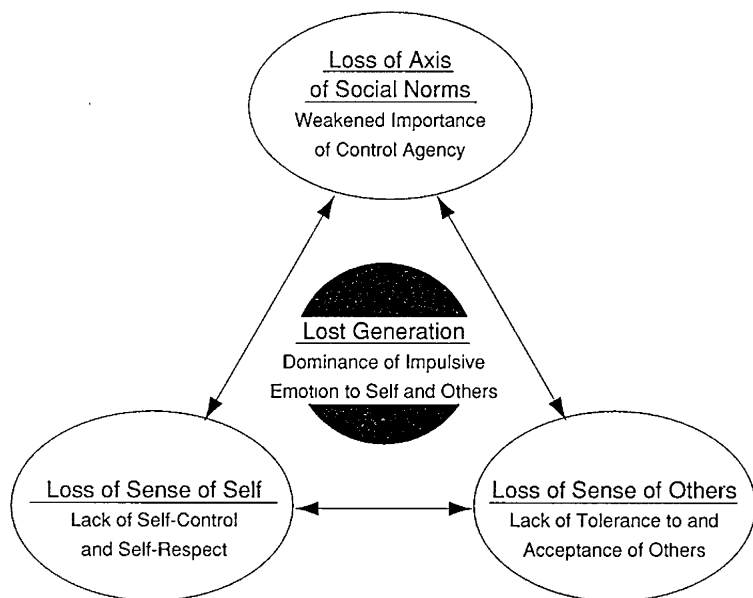 Loss of Axis
of Social Norms
Weakened Importance
of Control Agency
Lost Generation
Dominance of Impulsive
Emotion to Self and Others
Loss of Sense of Self
Lack of Self-Control
and Self-Respect
Loss of Sense of Others
Lack of Tolerance to and
Acceptance of Others